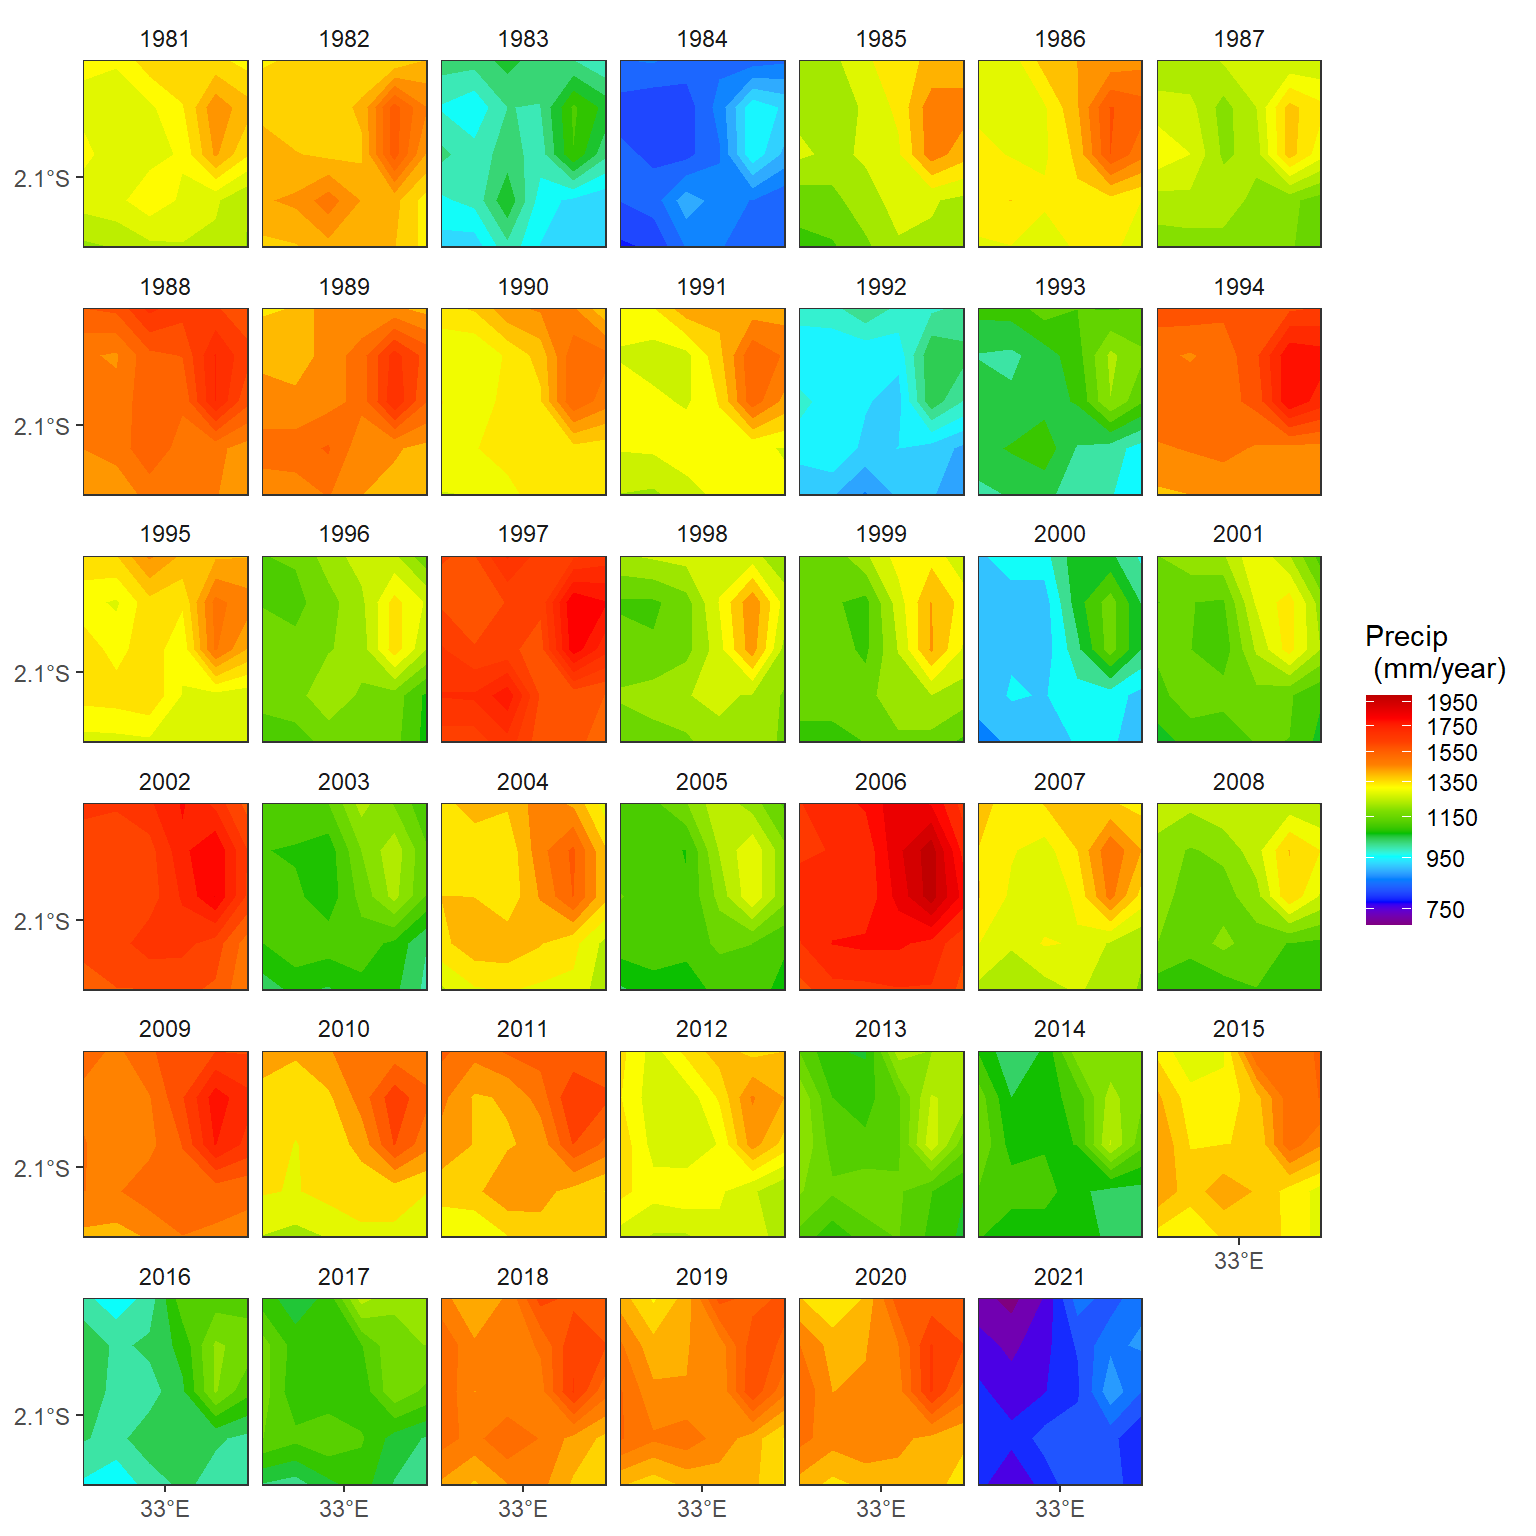 1981 1982 1983 1984 1985 1986 1987
2.1°S
1988 1989 1990 1991 1992 1993 1994
2.1°S
1995 1996 1997 1998 1999 2000 2001
2.1°S
2002 2003 2004 2005 2006 2007 2008
2.1°S
2009 2010 2011 2012 2013 2014 2015
2.1°S
33°E
2016 2017 2018 2019 2020 2021
2.1°S
33°E 33°E 33°E 33°E 33°E 33°E
Precip
(mm/year)
1950
1750
1550
1350
1150
950
750